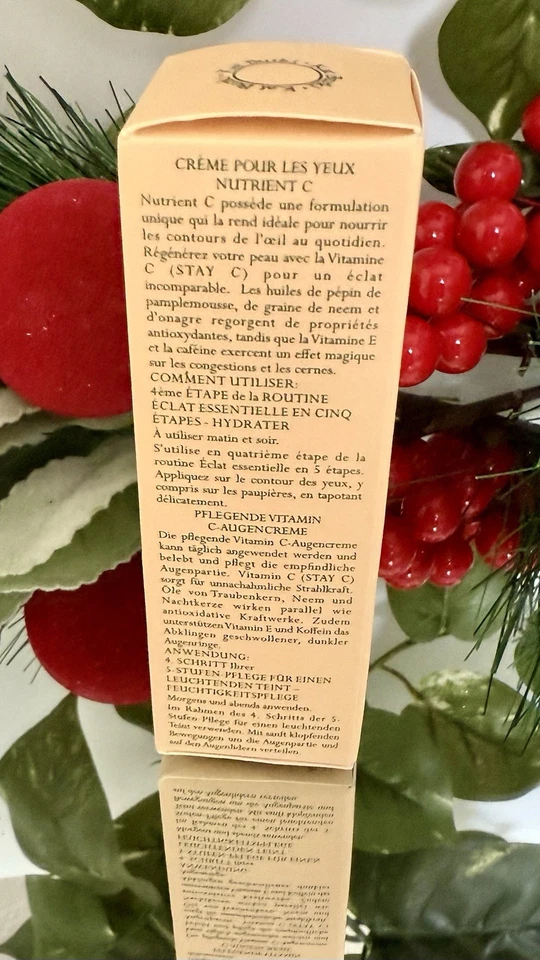 CRÈME POUR LES YEUX
NUTRIENT C
Nutrient C possède une formulation
unique qui la rend idéale pour nourrir
les contours de l'œil au quotidien.
Régénérez votre peau avec la Vitamine
C (STAY C) pour un éclat
incomparable. Les huiles de pépin de
pamplemousse, de graine de neem et
d'onagre regorgent de propriétés
antioxydantes, tandis que la Vitamine E
et la caféine exercent un effet magique
sur les congestions et les cernes.
COMMENT UTILISER:
4ème ÉTAPE de la ROUTINE
ÉCLAT ESSENTIELLE EN CINQ
ÉTAPES - HYDRATER
À utiliser matin et soir.
S'utilise en quatrième étape de la
routine Éclat essentielle en 5 étapes.
Appliquez sur le contour des yeux, y
compris sur les paupières, en tapotant
délicatement.
PFLEGENDE VITAMIN
C-AUGENCREME
Die pflegende Vitamin C-Augencreme
kann täglich angewendet werden und
belebt und pflegt die empfindliche
Augenpartie. Vitamin C (STAY C)
sorgt für unnachahmliche Strahlkraft.
Öle von Traubenkern, Neem und
Nachtkerze wirken parallel wie
antioxidative Kraftwerke. Zudem
unterstützen Vitamin E und Koffein das
Abklingen geschwollener, dunkler
Augenringe.
ANWENDUNG:
4. SCHRITT Ihrer
5-STUFEN-PFLEGE FÜR EINEN
LEUCHTENDEN TEINT –
FEUCHTIGKEITSPFLEGE
Morgens und abends anwenden.
Im Rahmen des 4. Schritts der 5.
Stufen Pflege für einen leuchtenden
Teint verwenden. Mit sanft klopfenden
Bewegungen um die Augenpartie und
auf den Augenlidern verteilen.